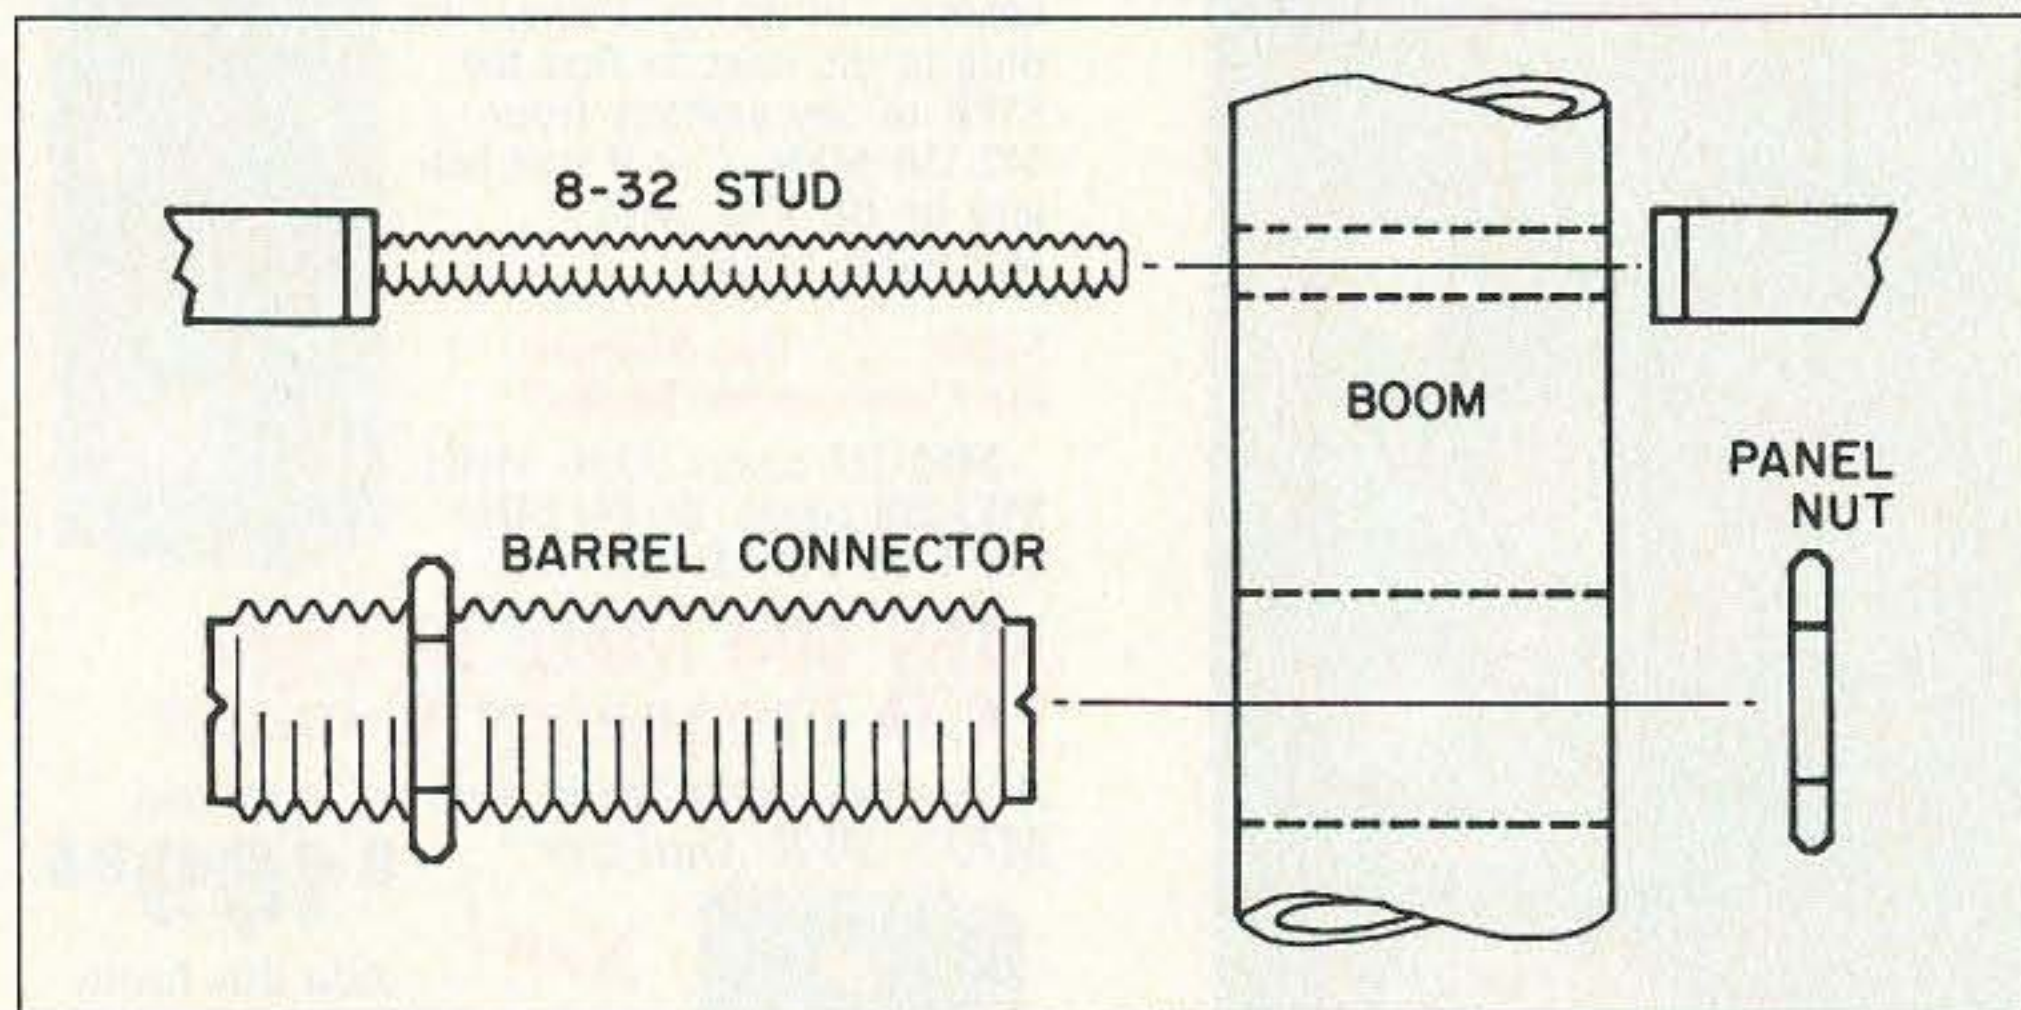 8-32 STUD
BOOM
PANEL
NUT
BARREL CONNECTOR